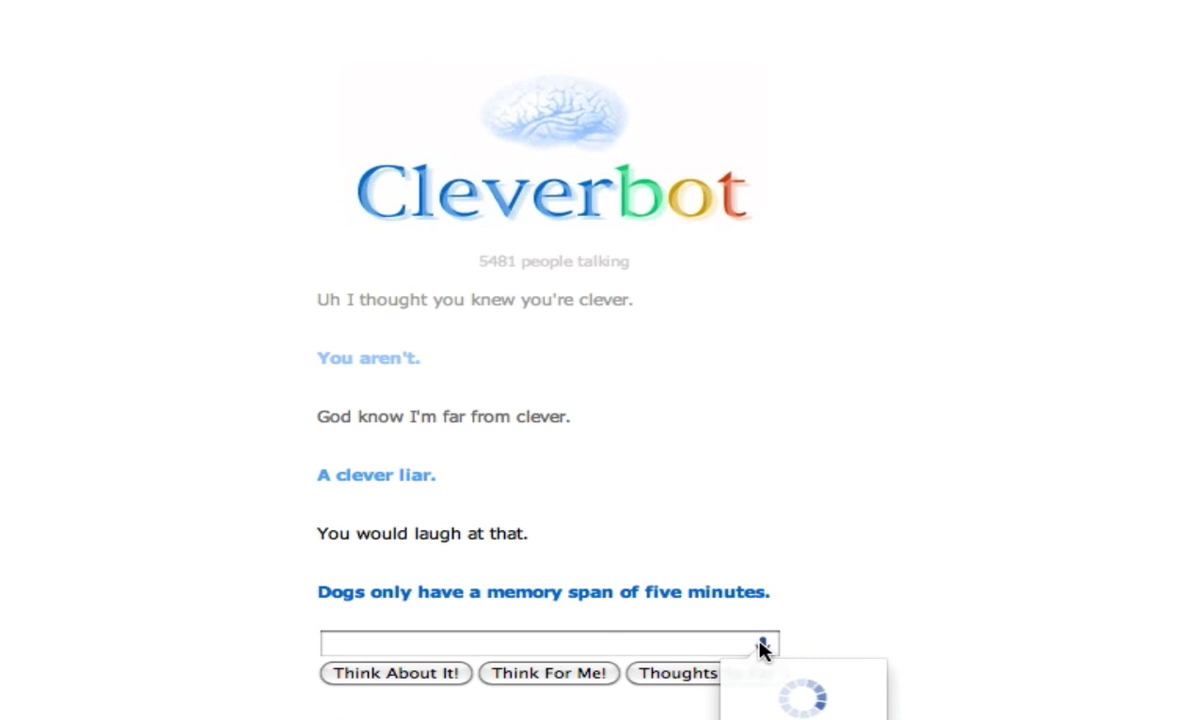 Cleverbot
5481 people talking
Uh I thought you knew you're clever.
You aren't.
God know I'm far from clever.
A clever liar.
You would laugh at that.
Dogs only have a memory span of five minutes.
Think About It! Think For Me! Thoughts